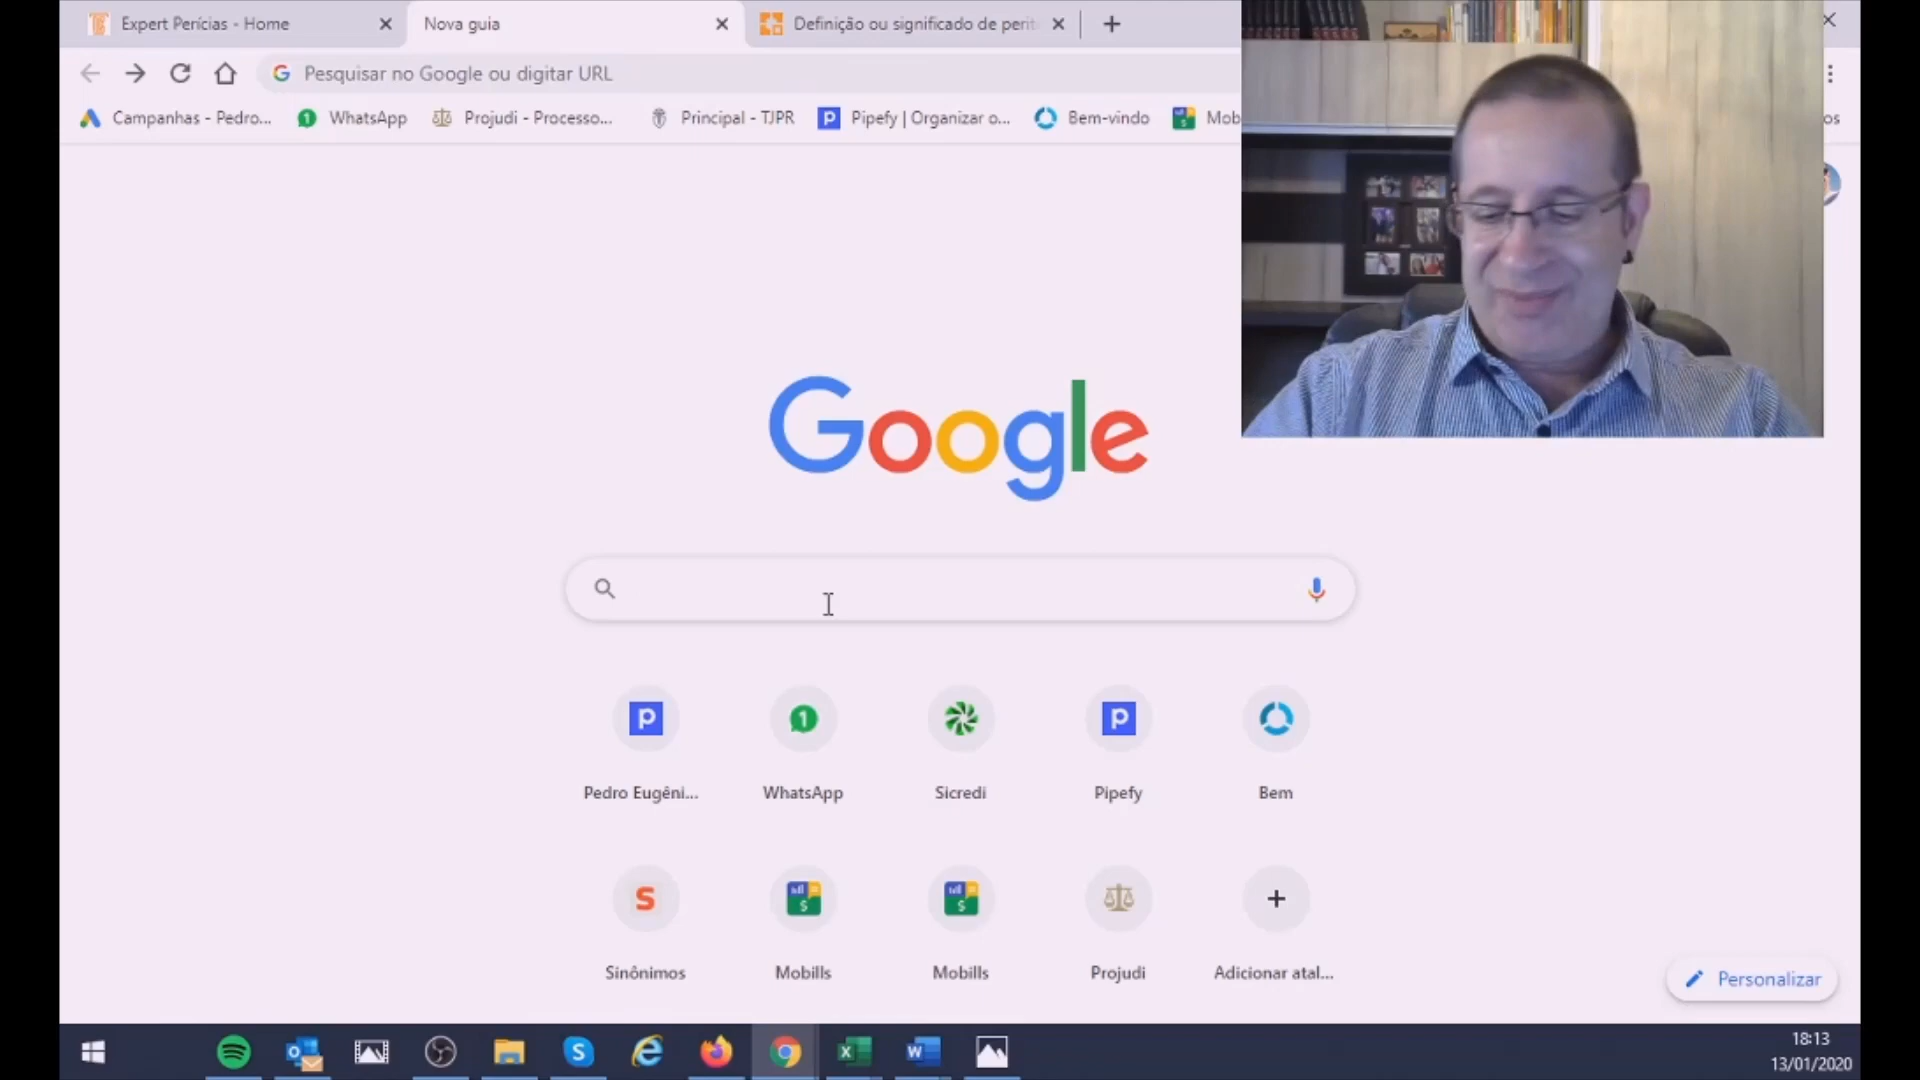 Expert Perícias - Home
Nova guia
Definição ou significado de perit
Pesquisar no Google ou digitar URL
Campanhas - Pedro...
WhatsApp
Projudi - Processo...
Principal - TJPR
Pipefy | Organizar o...
Bem-vindo
Mob
os
Google
Pedro Eugêni...
WhatsApp
Sicredi
Pipefy
Bem
Sinônimos
Mobills
Mobills
Projudi
Adicionar atal...
Personalizar
18:13
13/01/2020